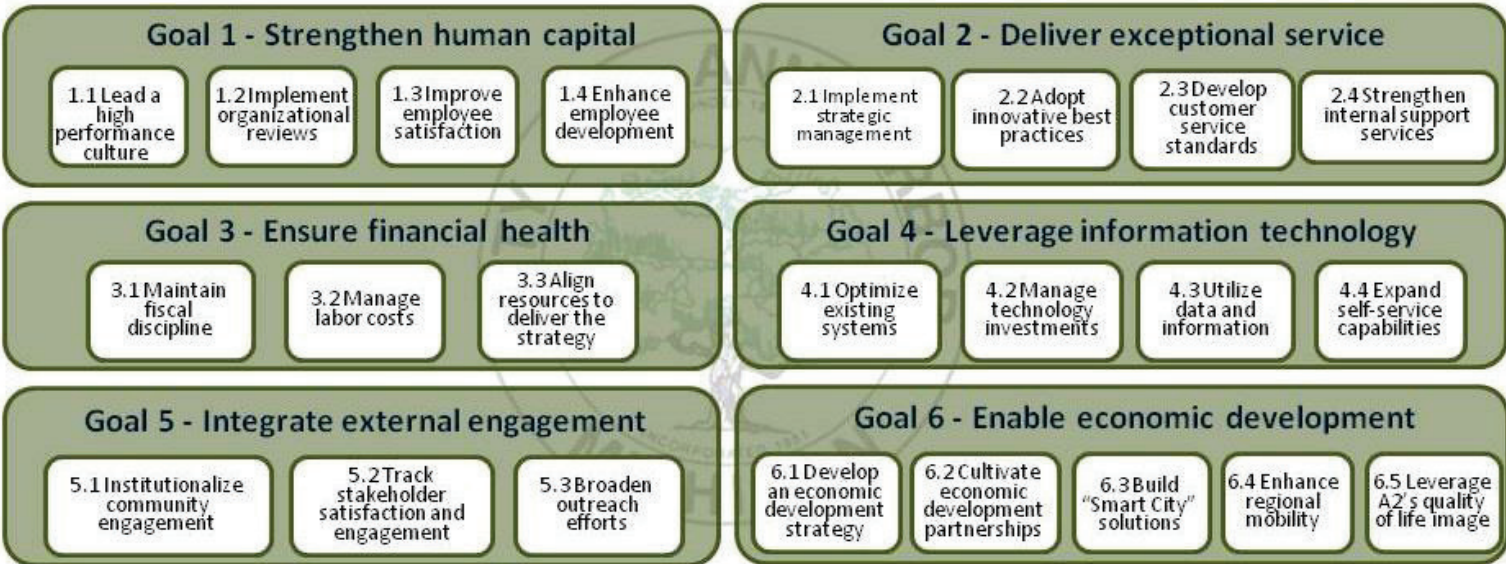 Goal 1 - Strengthen human capital
1.1 Lead a
high
performance
culture
1.2 Implement
organizational
reviews
1.3 Improve
employee
satisfaction
1.4 Enhance
employee
development
Goal 2 - Deliver exceptional service
2.1 Implement
strategic
management
2.2 Adopt
innovative best
practices
2.3 Develop
customer
service
standards
2.4 Strengthen
internal support
services
Goal 3 - Ensure financial health
3.1 Maintain
fiscal
discipline
3.2 Manage
labor costs
3.3 Align
resources to
deliver the
strategy
Goal 4 - Leverage information technology
4.1 Optimize
existing
systems
4.2 Manage
technology
investments
4.3 Utilize
data and
information
4.4 Expand
self-service
capabilities
Goal 5 - Integrate external engagement
5.1 Institutionalize
community
engagement
5.2 Track
stakeholder
satisfaction and
engagement
5.3 Broaden
outreach
efforts
Goal 6 - Enable economic development
6.1 Develop
an economic
development
strategy
6.2 Cultivate
economic
development
partnerships
6.3 Build
“Smart City”
solutions
6.4 Enhance
regional
mobility
6.5 Leverage
A2’s quality
of life image